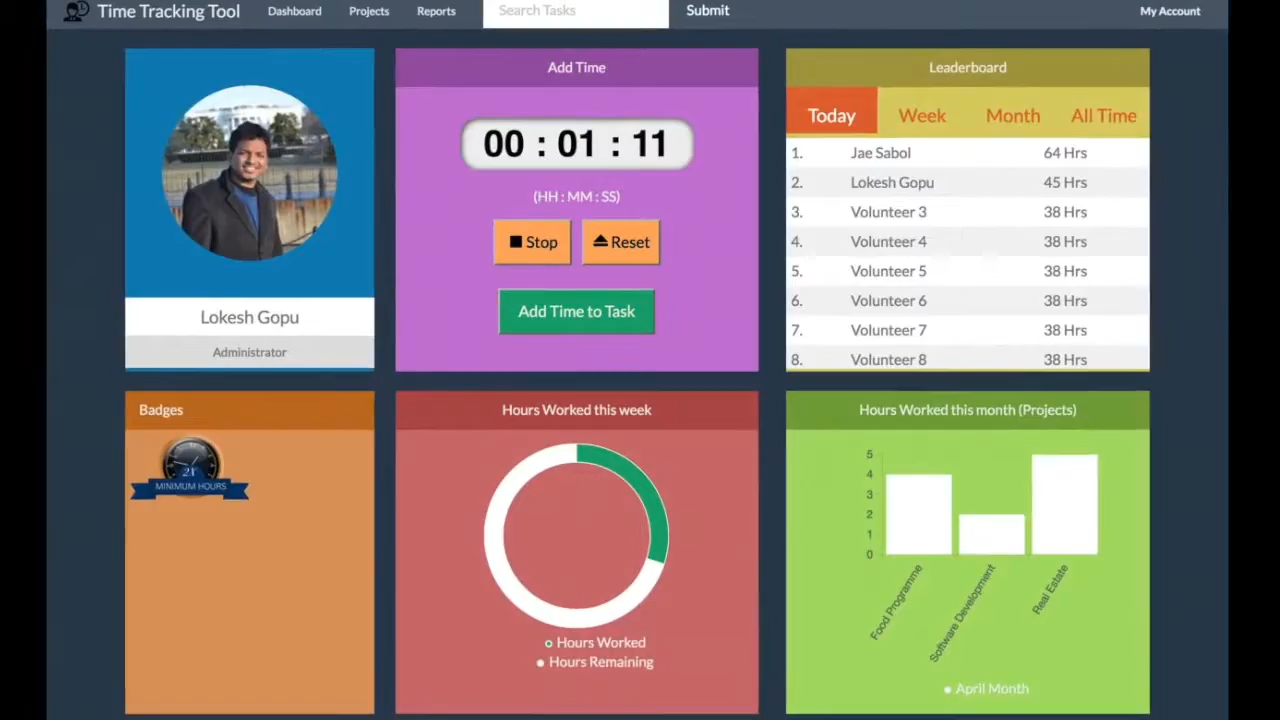 Time Tracking Tool
Dashboard
Projects
Reports
Search Tasks
Submit
My Account
Lokesh Gopu
Administrator
Add Time
00 : 01 : 11
(HH : MM : SS)
Stop
Reset
Add Time to Task
Leaderboard
Today Week Month All Time
1. Jae Sabol 64 Hrs
2. Lokesh Gopu 45 Hrs
3. Volunteer 3 38 Hrs
4. Volunteer 4 38 Hrs
5. Volunteer 5 38 Hrs
6. Volunteer 6 38 Hrs
7. Volunteer 7 38 Hrs
8. Volunteer 8 38 Hrs
Badges
21
MINIMUM HOURS
Hours Worked this week
Hours Worked
Hours Remaining
Hours Worked this month (Projects)
5
4
3
2
1
0
Food Programme
Software Development
Real Estate
April Month